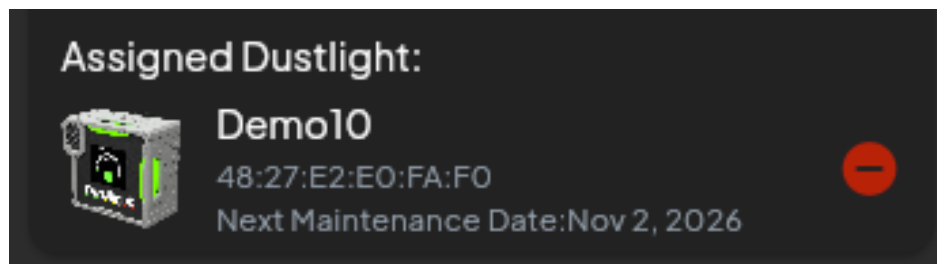 Assigned Dustlight:
Demo10
48:27:E2:E0:FA:F0
Next Maintenance Date:Nov 2, 2026